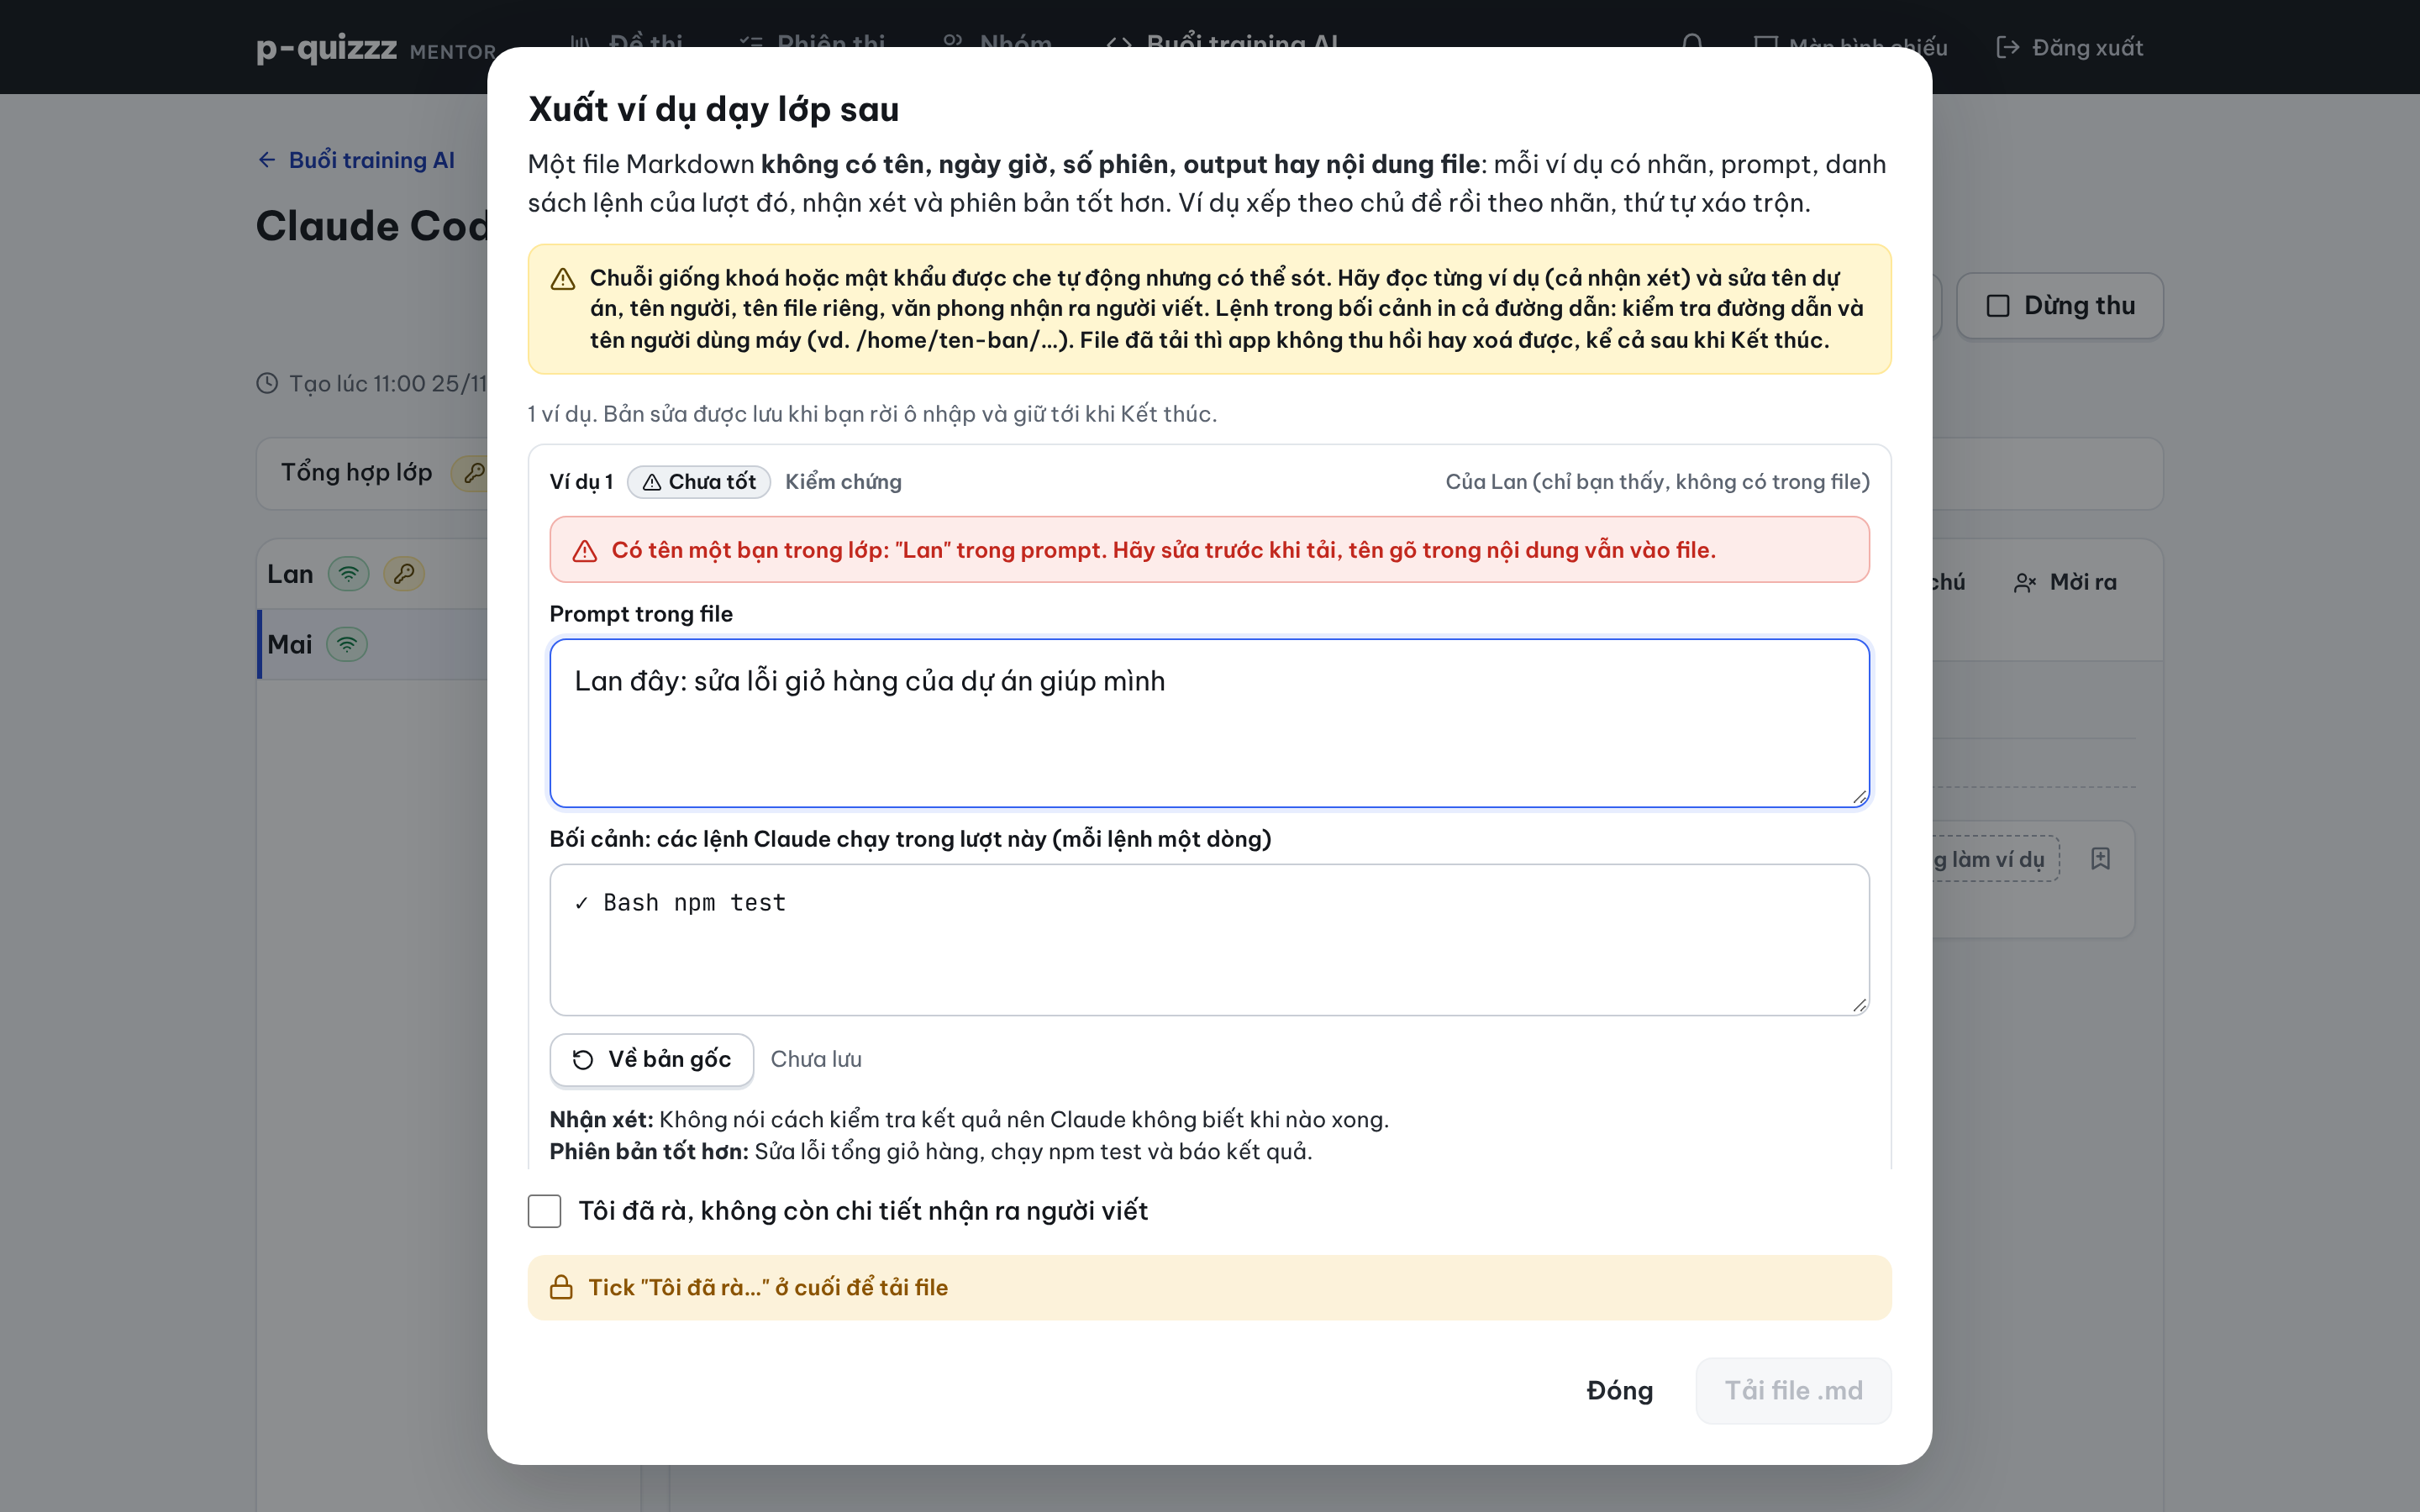 p-quizzz MENTOR
Đề thi
Phiên thi
Nhóm
Buổi training AI
Màn hình chiếu
Đăng xuất
Buổi training AI
Claude Cod
Dừng thu
Tạo lúc 11:00 25/11
Tổng hợp lớp
Lan
Mai
chú
Mời ra
g làm ví dụ
Xuất ví dụ dạy lớp sau
Một file Markdown không có tên, ngày giờ, số phiên, output hay nội dung file: mỗi ví dụ có nhãn, prompt, danh
sách lệnh của lượt đó, nhận xét và phiên bản tốt hơn. Ví dụ xếp theo chủ đề rồi theo nhãn, thứ tự xáo trộn.
Chuỗi giống khoá hoặc mật khẩu được che tự động nhưng có thể sót. Hãy đọc từng ví dụ (cả nhận xét) và sửa tên dự
án, tên người, tên file riêng, văn phong nhận ra người viết. Lệnh trong bối cảnh in cả đường dẫn: kiểm tra đường dẫn và
tên người dùng máy (vd. /home/ten-ban/...). File đã tải thì app không thu hồi hay xoá được, kể cả sau khi Kết thúc.
1 ví dụ. Bản sửa được lưu khi bạn rời ô nhập và giữ tới khi Kết thúc.
Ví dụ 1 Chưa tốt Kiểm chứng Của Lan (chỉ bạn thấy, không có trong file)
Có tên một bạn trong lớp: "Lan" trong prompt. Hãy sửa trước khi tải, tên gõ trong nội dung vẫn vào file.
Prompt trong file
Lan đây: sửa lỗi giỏ hàng của dự án giúp mình
Bối cảnh: các lệnh Claude chạy trong lượt này (mỗi lệnh một dòng)
✓ Bash npm test
Về bản gốc Chưa lưu
Nhận xét: Không nói cách kiểm tra kết quả nên Claude không biết khi nào xong.
Phiên bản tốt hơn: Sửa lỗi tổng giỏ hàng, chạy npm test và báo kết quả.
Tôi đã rà, không còn chi tiết nhận ra người viết
Tick "Tôi đã rà..." ở cuối để tải file
Đóng
Tải file .md